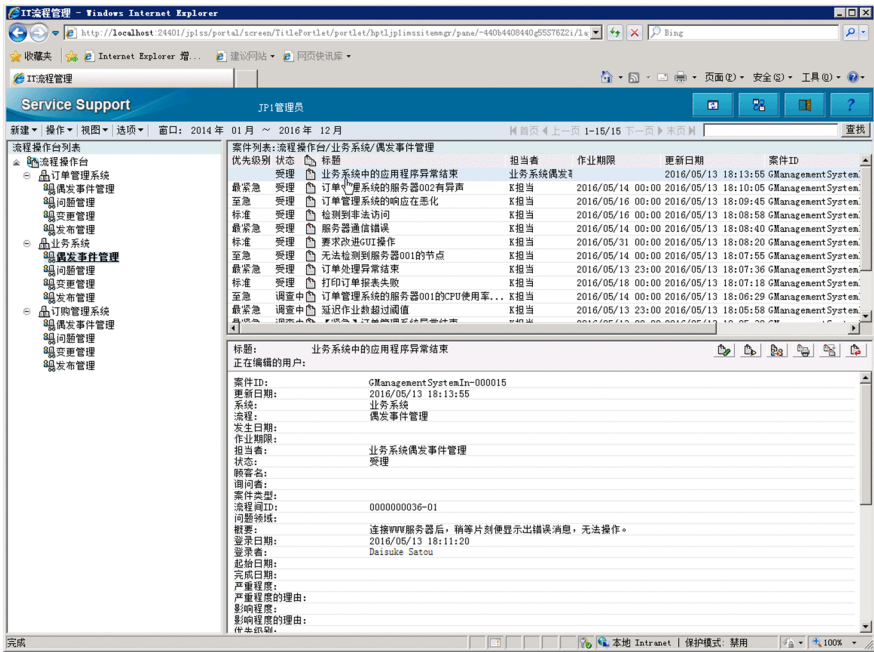 IT流程管理 - Windows Internet Explorer
http://localhost:24401/jplss/portal/screen/TitlePortlet/portlet/hptljplimssitemngr/pane/-440b4408440g55S76Z2i/la
Bing
收藏夹 Internet Explorer 增... 建议网站 网页快讯库
IT流程管理
页面(P) 安全(S) 工具(O)
Service Support
JP1管理员
新建 操作 视图 选项 窗口: 2014 年 01 月 ～ 2016 年 12 月
首页 上一页 1-15/15 下一页 末页
查找
流程操作台列表
流程操作台
订单管理系统
偶发事件管理
问题管理
变更管理
发布管理
业务系统
偶发事件管理
问题管理
变更管理
发布管理
订购管理系统
偶发事件管理
问题管理
变更管理
发布管理
案件列表:流程操作台/业务系统/偶发事件管理
优先级别 状态 标题 担当者 作业期限 更新日期 案件ID
受理 业务系统中的应用程序异常结束 业务系统偶发 2016/05/13 18:13:55 GManagementSystem
最紧急 受理 订单管理系统的服务器002有异声 K担当 2016/05/14 00:00 2016/05/13 18:10:05 GManagementSystem
至急 受理 订单管理系统的响应在恶化 K担当 2016/05/16 00:00 2016/05/13 18:09:45 GManagementSystem
标准 受理 检测到非法访问 K担当 2016/05/16 00:00 2016/05/13 18:08:58 GManagementSystem
最紧急 受理 服务器通信错误 K担当 2016/05/14 00:00 2016/05/13 18:08:40 GManagementSystem
标准 受理 要求改进GUI操作 K担当 2016/05/31 00:00 2016/05/13 18:08:20 GManagementSystem
至急 受理 无法检测到服务器001的节点 K担当 2016/05/14 00:00 2016/05/13 18:07:55 GManagementSystem
最紧急 受理 订单处理异常结束 K担当 2016/05/13 23:00 2016/05/13 18:07:36 GManagementSystem
标准 受理 打印订单报表失败 K担当 2016/05/18 00:00 2016/05/13 18:07:18 GManagementSystem
至急 调查中 订单管理系统的服务器001的CPU使用率... K担当 2016/05/14 00:00 2016/05/13 18:06:29 GManagementSystem
最紧急 调查中 延迟作业数超过阈值 K担当 2016/05/13 23:00 2016/05/13 18:05:58 GManagementSystem
标题: 业务系统中的应用程序异常结束
正在编辑的用户:
案件ID: GManagementSystemIn-000015
更新日期: 2016/05/13 18:13:55
系统: 业务系统
流程: 偶发事件管理
发生日期:
作业期限:
担当者: 业务系统偶发事件管理
状态: 受理
顾客名:
询问者:
案件类型:
流程间ID: 0000000036-01
问题领域:
概要: 连接WWW服务器后，稍等片刻便显示出错误消息，无法操作。
登录日期: 2016/05/13 18:11:20
登录者: Daisuke Satou
起始日期:
完成日期:
严重程度:
严重程度的理由:
影响程度:
影响程度的理由:
优先级别:
完成
本地 Intranet | 保护模式: 禁用
100%